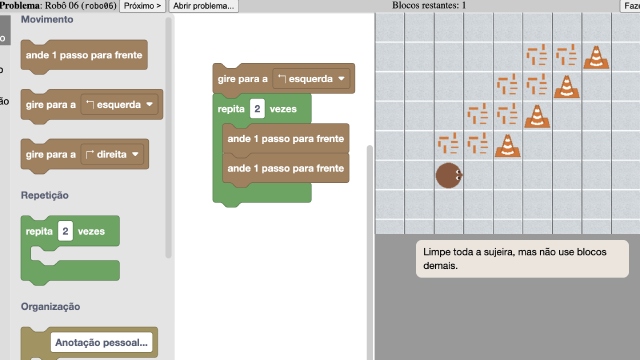 Problema: Robô 06 (robo06) Próximo > Abrir problema... Blocos restantes: 1
Movimento
ande 1 passo para frente
gire para a esquerda
gire para a direita
Repetição
repita 2 vezes
Organização
Anotação pessoal...
gire para a esquerda
repita 2 vezes
ande 1 passo para frente
ande 1 passo para frente
Limpe toda a sujeira, mas não use blocos
demais.